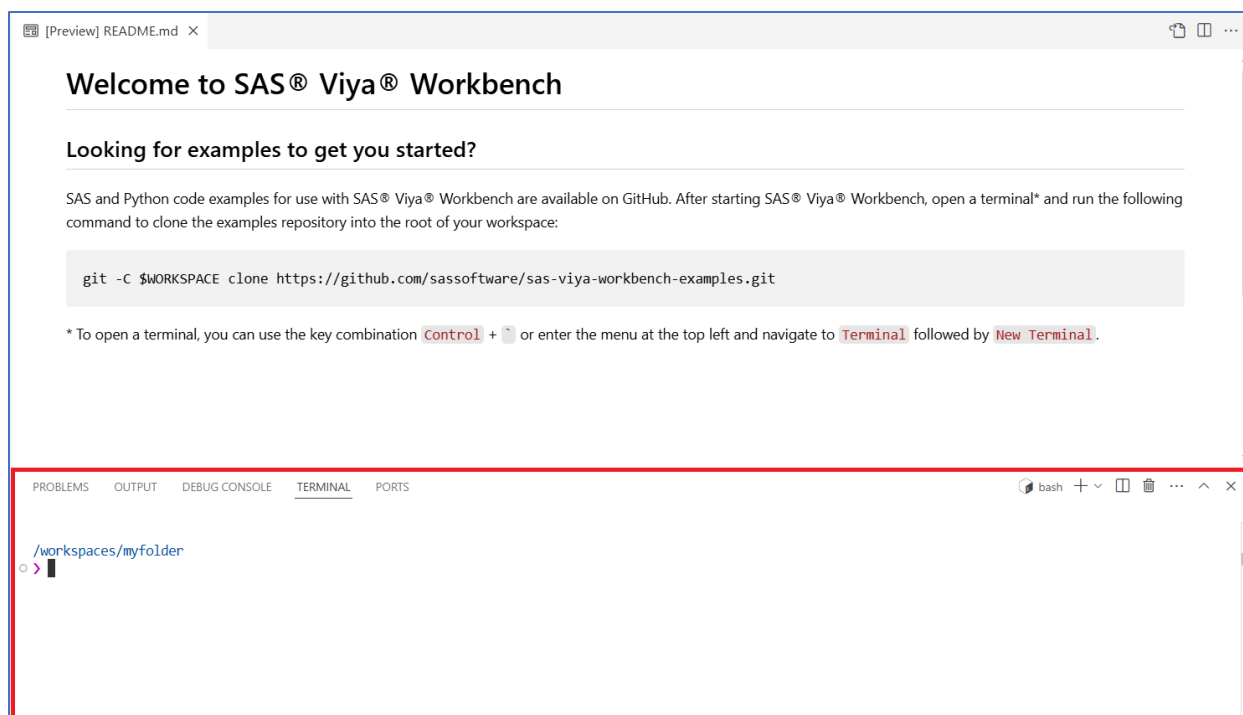 [Preview] README.md
Welcome to SAS® Viya® Workbench
Looking for examples to get you started?
SAS and Python code examples for use with SAS® Viya® Workbench are available on GitHub. After starting SAS® Viya® Workbench, open a terminal* and run the following
command to clone the examples repository into the root of your workspace:
git -C $WORKSPACE clone https://github.com/sassoftware/sas-viya-workbench-examples.git
* To open a terminal, you can use the key combination Control + ` or enter the menu at the top left and navigate to Terminal followed by New Terminal.
PROBLEMS OUTPUT DEBUG CONSOLE TERMINAL PORTS bash
/workspaces/myfolder
❯